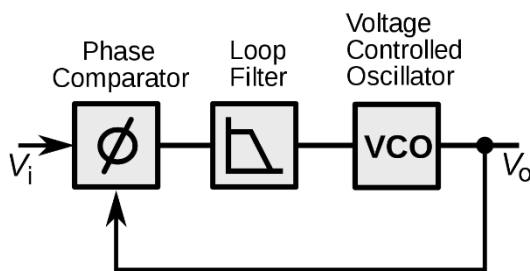 Phase
Comparator
Loop
Filter
Voltage
Controlled
Oscillator
Vi
ϕ
VCO
Vo